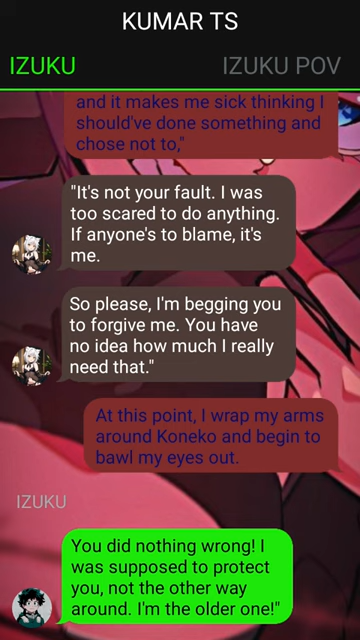 KUMAR TS
IZUKU
IZUKU POV
and it makes me sick thinking I
should've done something and
chose not to,"
"It's not your fault. I was
too scared to do anything.
If anyone's to blame, it's
me.
So please, I'm begging you
to forgive me. You have
no idea how much I really
need that."
At this point, I wrap my arms
around Koneko and begin to
bawl my eyes out.
IZUKU
You did nothing wrong! I
was supposed to protect
you, not the other way
around. I'm the older one!"